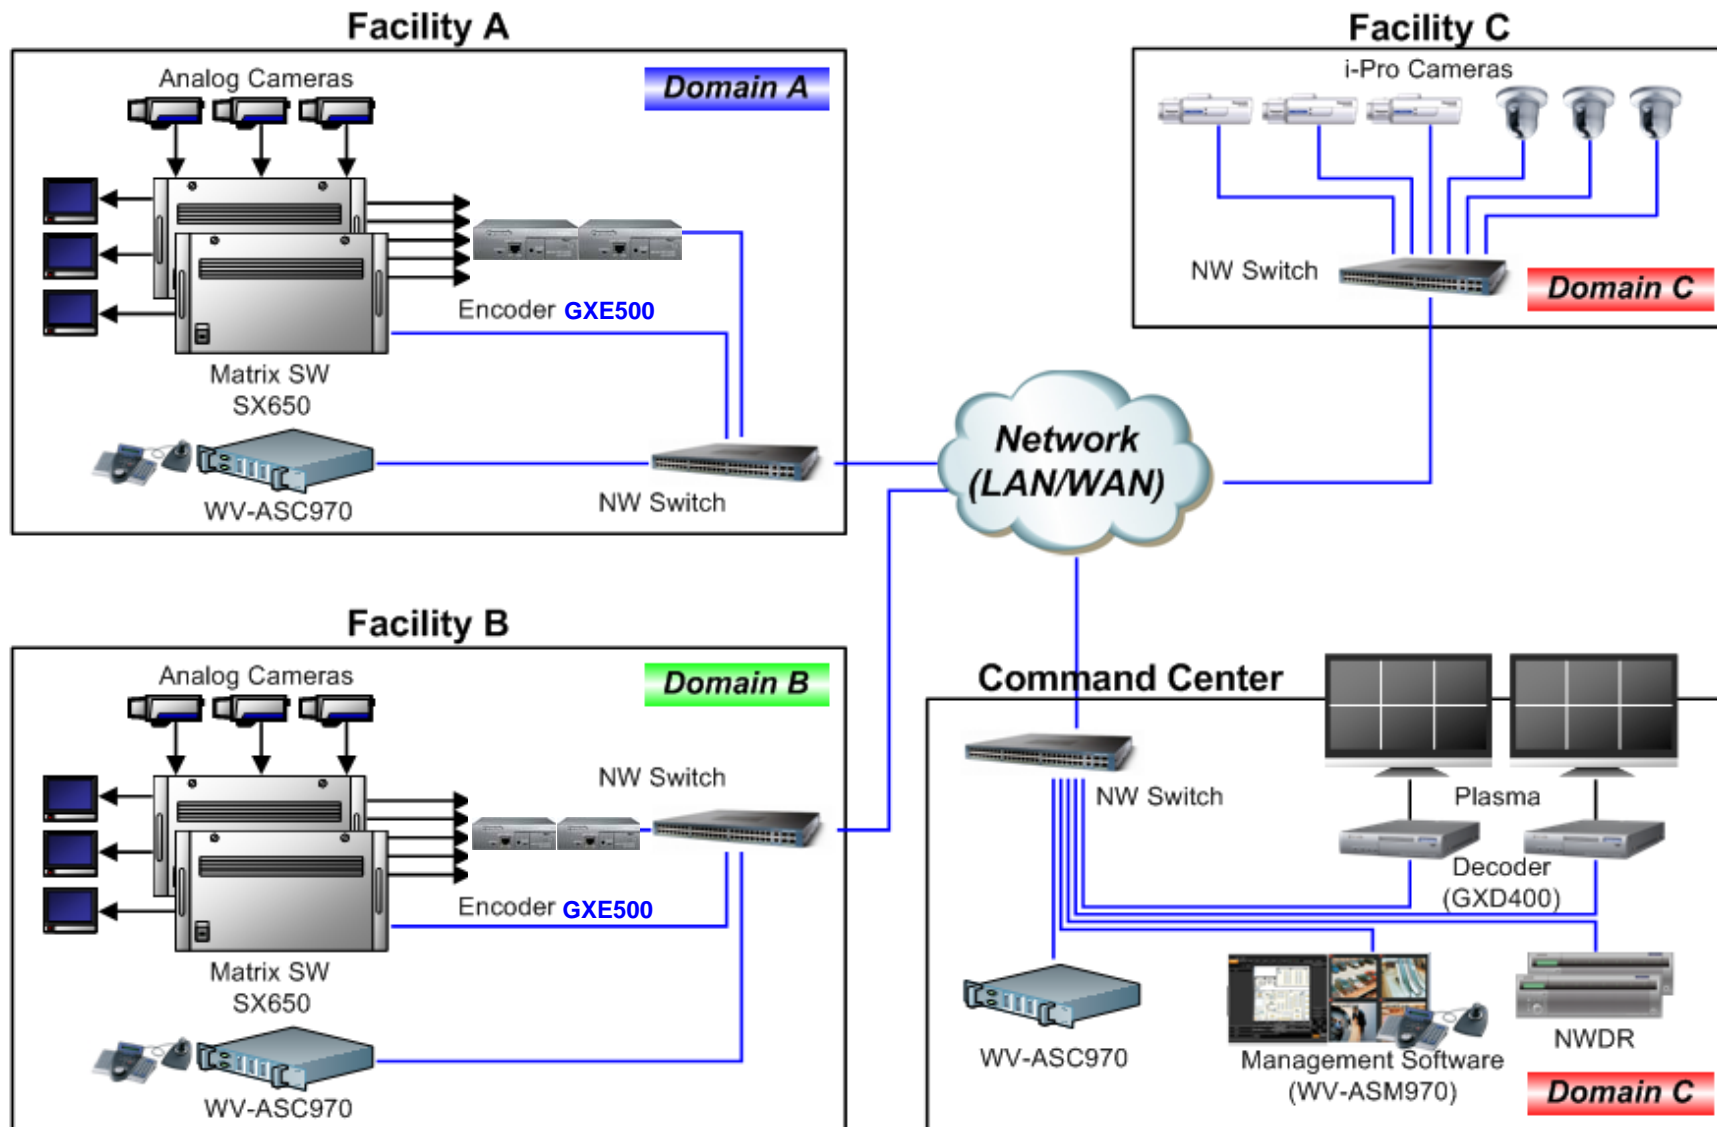 Facility A
Analog Cameras
Domain A
Encoder GXE500
Matrix SW
SX650
WV-ASC970
NW Switch
Facility C
i-Pro Cameras
NW Switch
Domain C
Network
(LAN/WAN)
Facility B
Analog Cameras
Domain B
NW Switch
Encoder GXE500
Matrix SW
SX650
WV-ASC970
Command Center
NW Switch
Plasma
Decoder
(GXD400)
WV-ASC970
Management Software
(WV-ASM970)
NWDR
Domain C